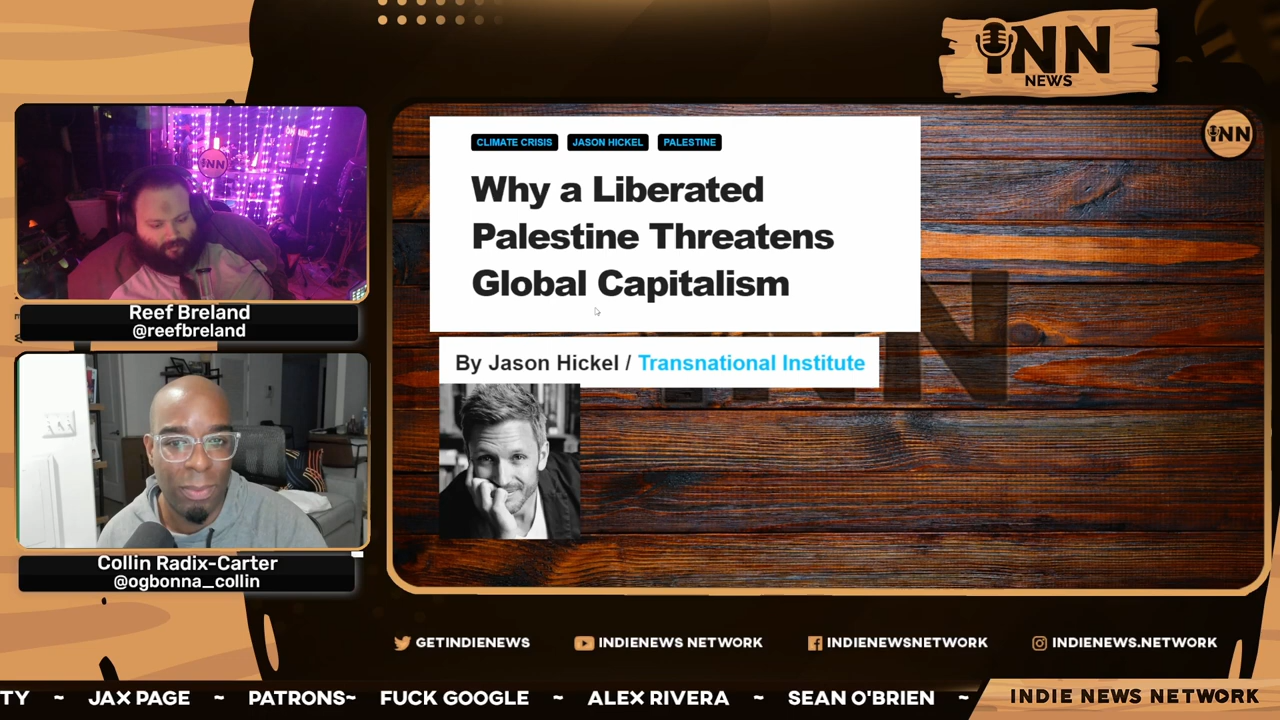 iNN
NEWS
iNN
iNN
CLIMATE CRISIS JASON HICKEL PALESTINE
Why a Liberated
Palestine Threatens
Global Capitalism
By Jason Hickel / Transnational Institute
Reef Breland
@reefbreland
Collin Radix-Carter
@ogbonna_collin
GETINDIENEWS INDIENEWS NETWORK INDIENEWSNETWORK INDIENEWS.NETWORK
TY ~ JAX PAGE ~ PATRONS~ FUCK GOOGLE ~ ALEX RIVERA ~ SEAN O'BRIEN ~ INDIE NEWS NETWORK